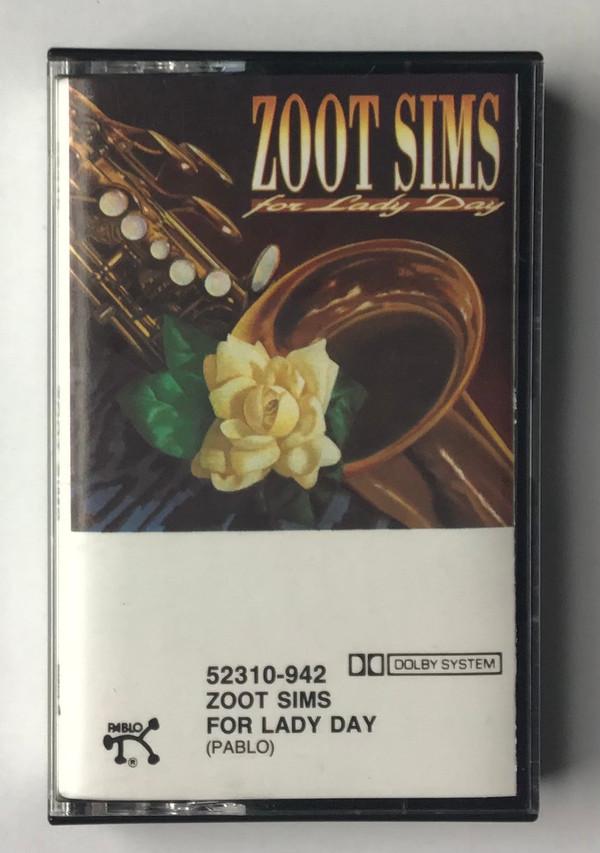 ZOOT SIMS
for Lady Day
DOLBY SYSTEM
52310-942
ZOOT SIMS
FOR LADY DAY
(PABLO)
PABLO
®